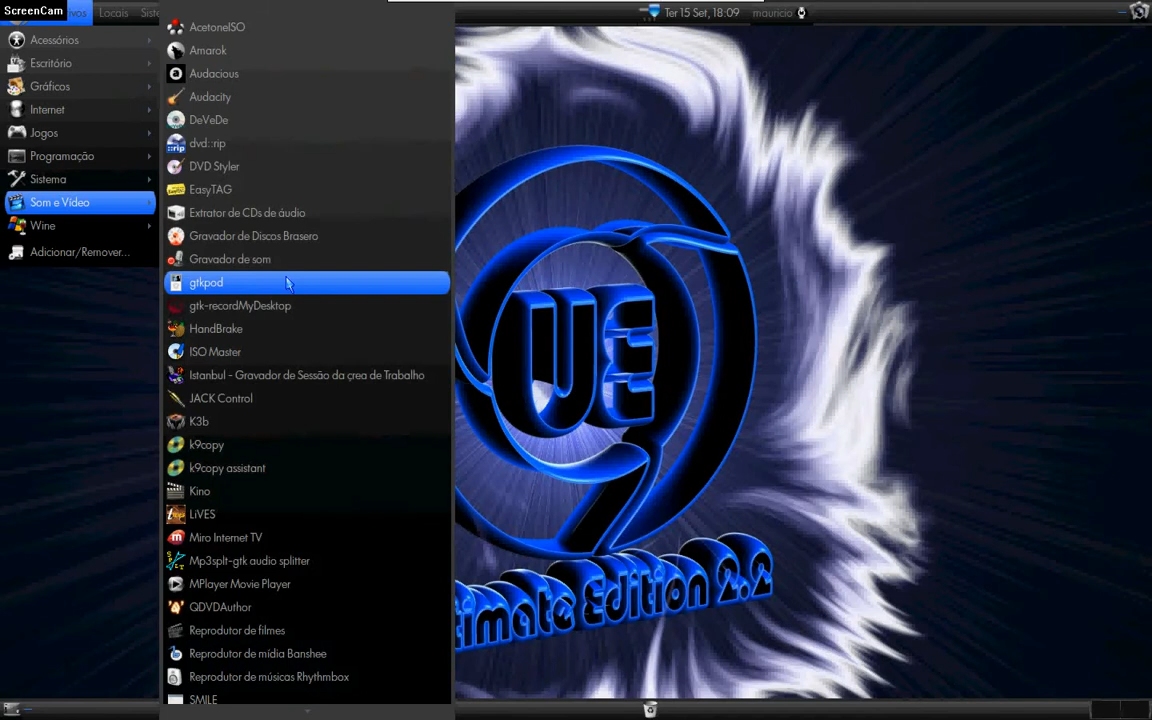 ScreenCam
vos Locais Siste
Ter 15 Set, 18:09 mauricio
Acessórios
Escritório
Gráficos
Internet
Jogos
Programação
Sistema
Som e Vídeo
Wine
Adicionar/Remover...
AcetoneISO
Amarok
Audacious
Audacity
DeVeDe
dvd::rip
DVD Styler
EasyTAG
Extrator de CDs de áudio
Gravador de Discos Brasero
Gravador de som
gtkpod
gtk-recordMyDesktop
HandBrake
ISO Master
Istanbul - Gravador de Sessão da çrea de Trabalho
JACK Control
K3b
k9copy
k9copy assistant
Kino
LiVES
Miro Internet TV
Mp3splt-gtk audio splitter
MPlayer Movie Player
QDVDAuthor
Reprodutor de filmes
Reprodutor de mídia Banshee
Reprodutor de músicas Rhythmbox
SMILE
UE
timate Edition 2.2